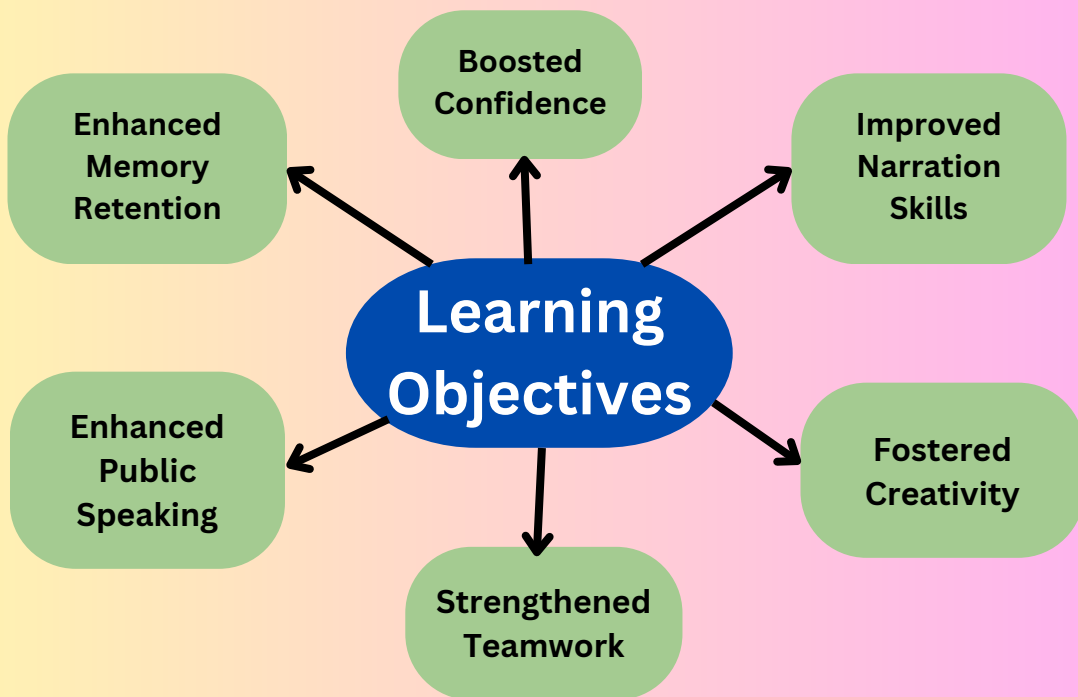 Boosted
Confidence
Enhanced
Memory
Retention
Improved
Narration
Skills
Learning
Objectives
Enhanced
Public
Speaking
Fostered
Creativity
Strengthened
Teamwork